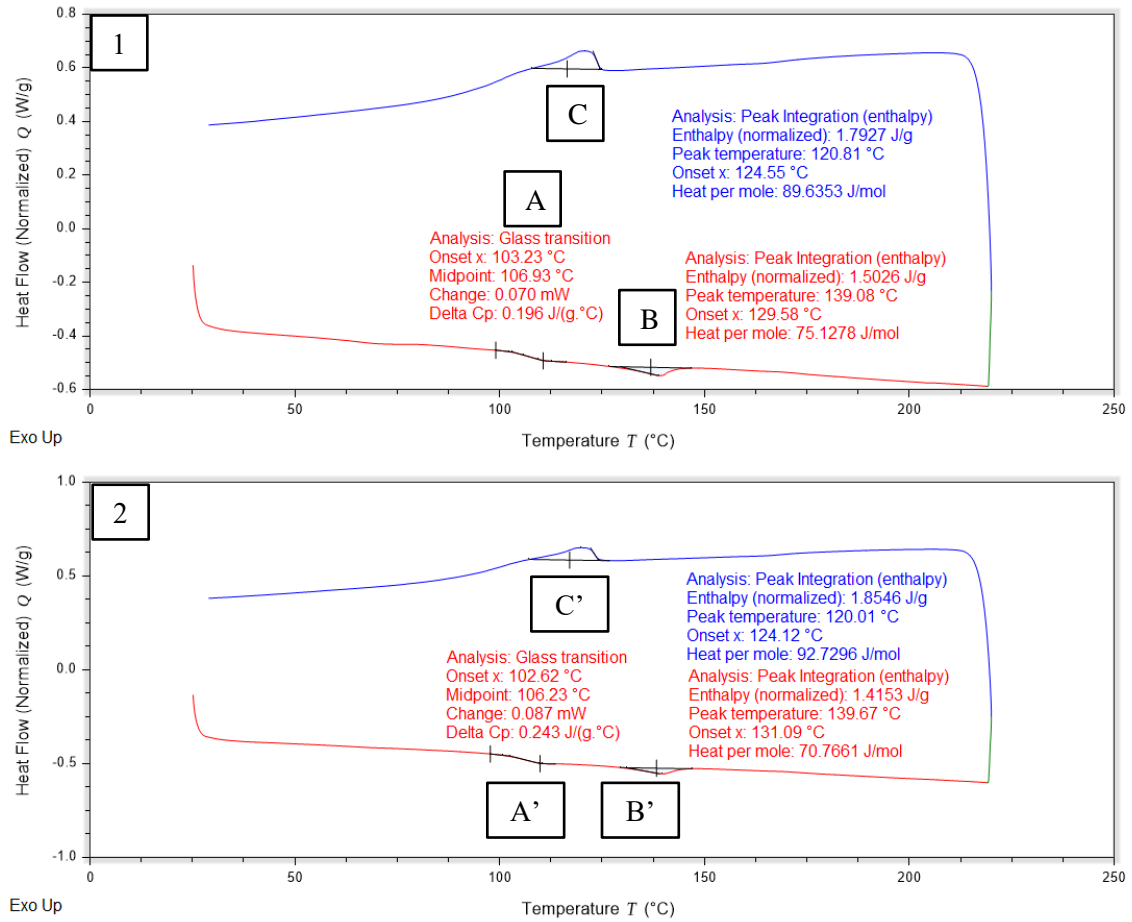 1
0.8
0.6
0.4
0.2
0.0
-0.2
-0.4
-0.6
Heat Flow (Normalized) Q (W/g)
C
Analysis: Peak Integration (enthalpy)
Enthalpy (normalized): 1.7927 J/g
Peak temperature: 120.81 °C
Onset x: 124.55 °C
Heat per mole: 89.6353 J/mol
A
Analysis: Glass transition
Onset x: 103.23 °C
Midpoint: 106.93 °C
Change: 0.070 mW
Delta Cp: 0.196 J/(g.°C)
B
Analysis: Peak Integration (enthalpy)
Enthalpy (normalized): 1.5026 J/g
Peak temperature: 139.08 °C
Onset x: 129.58 °C
Heat per mole: 75.1278 J/mol
0 50 100 150 200 250
Exo Up
Temperature T (°C)
2
1.0
0.5
0.0
-0.5
-1.0
Heat Flow (Normalized) Q (W/g)
C’
Analysis: Peak Integration (enthalpy)
Enthalpy (normalized): 1.8546 J/g
Peak temperature: 120.01 °C
Onset x: 124.12 °C
Heat per mole: 92.7296 J/mol
Analysis: Glass transition
Onset x: 102.62 °C
Midpoint: 106.23 °C
Change: 0.087 mW
Delta Cp: 0.243 J/(g.°C)
Analysis: Peak Integration (enthalpy)
Enthalpy (normalized): 1.4153 J/g
Peak temperature: 139.67 °C
Onset x: 131.09 °C
Heat per mole: 70.7661 J/mol
A’
B’
0 50 100 150 200 250
Exo Up
Temperature T (°C)